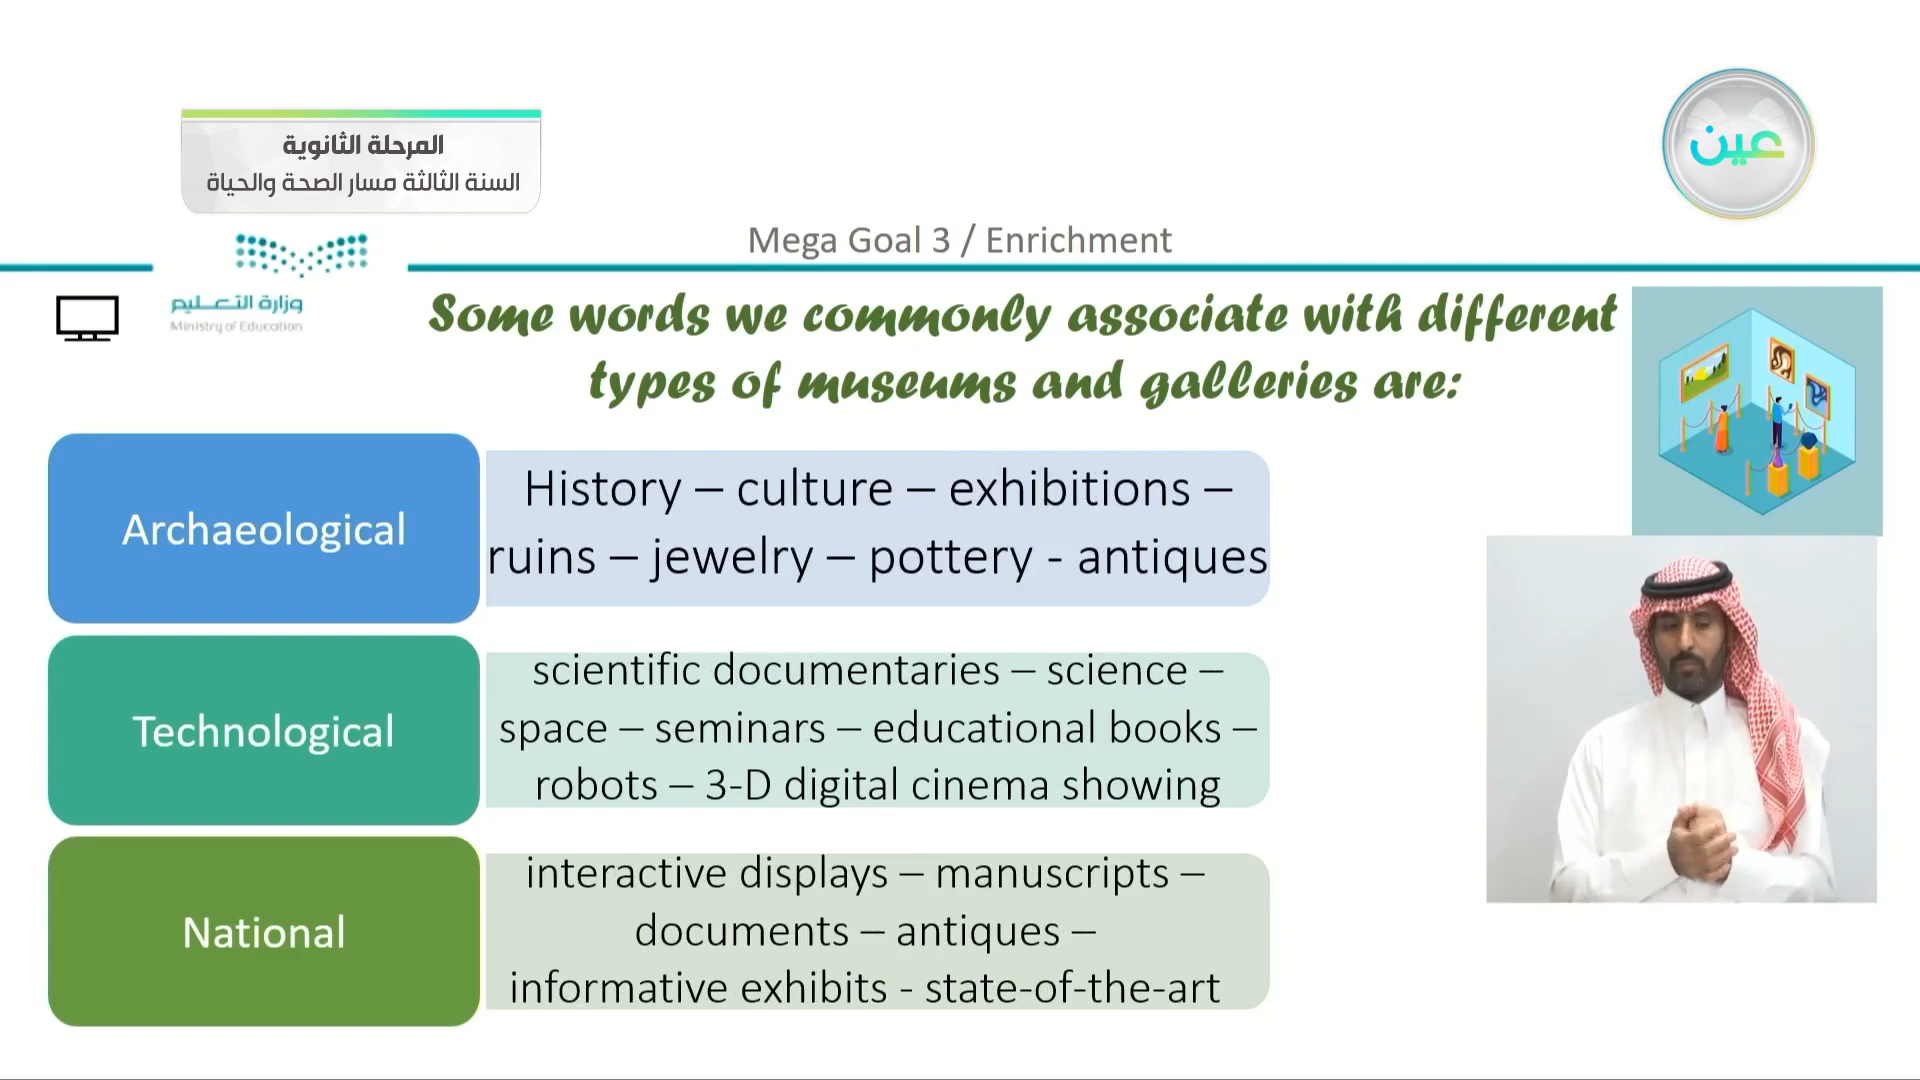 المرحلة الثانوية
السنة الثالثة مسار الصحة والحياة
عين
Mega Goal 3 / Enrichment
وزارة التعليم
Ministry of Education
Some words we commonly associate with different
types of museums and galleries are:
Archaeological
History – culture – exhibitions –
ruins – jewelry – pottery - antiques
Technological
scientific documentaries – science –
space – seminars – educational books –
robots – 3-D digital cinema showing
National
interactive displays – manuscripts –
documents – antiques –
informative exhibits - state-of-the-art